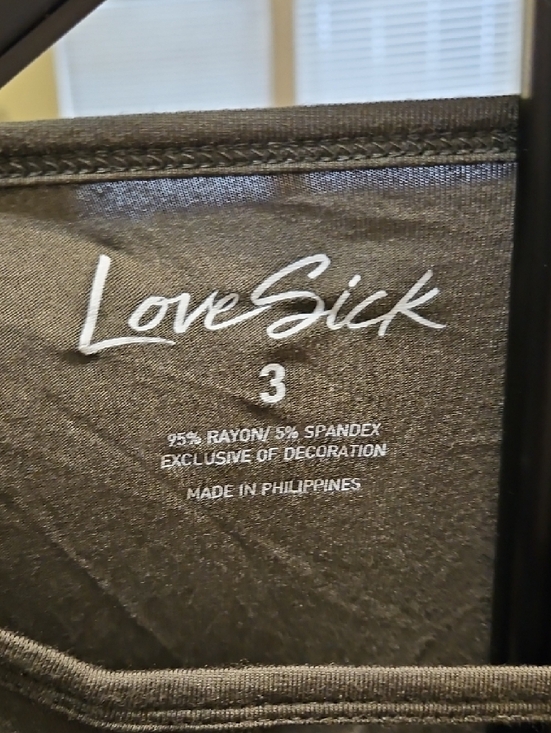 LoveSick
3
95% RAYON/ 5% SPANDEX
EXCLUSIVE OF DECORATION
MADE IN PHILIPPINES